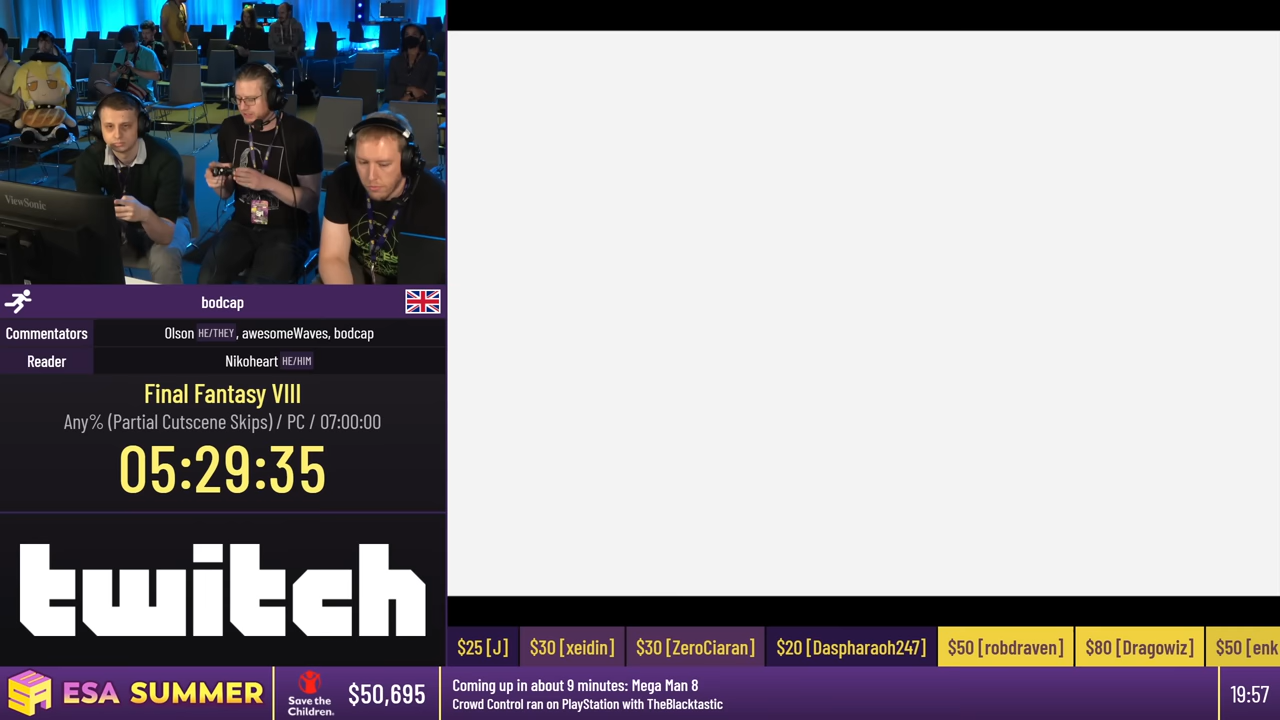 ViewSonic
bodcap
Commentators
Olson HE/THEY, awesomeWaves, bodcap
Reader
Nikoheart HE/HIM
Final Fantasy VIII
Any% (Partial Cutscene Skips) / PC / 07:00:00
05:29:35
twitch
$25 [J] $30 [xeidin] $30 [ZeroCiaran] $20 [Daspharaoh247] $50 [robdraven] $80 [Dragowiz] $50 [enk
ESA SUMMER
Save the
Children.
$50,695
Coming up in about 9 minutes: Mega Man 8
Crowd Control ran on PlayStation with TheBlacktastic
19:57